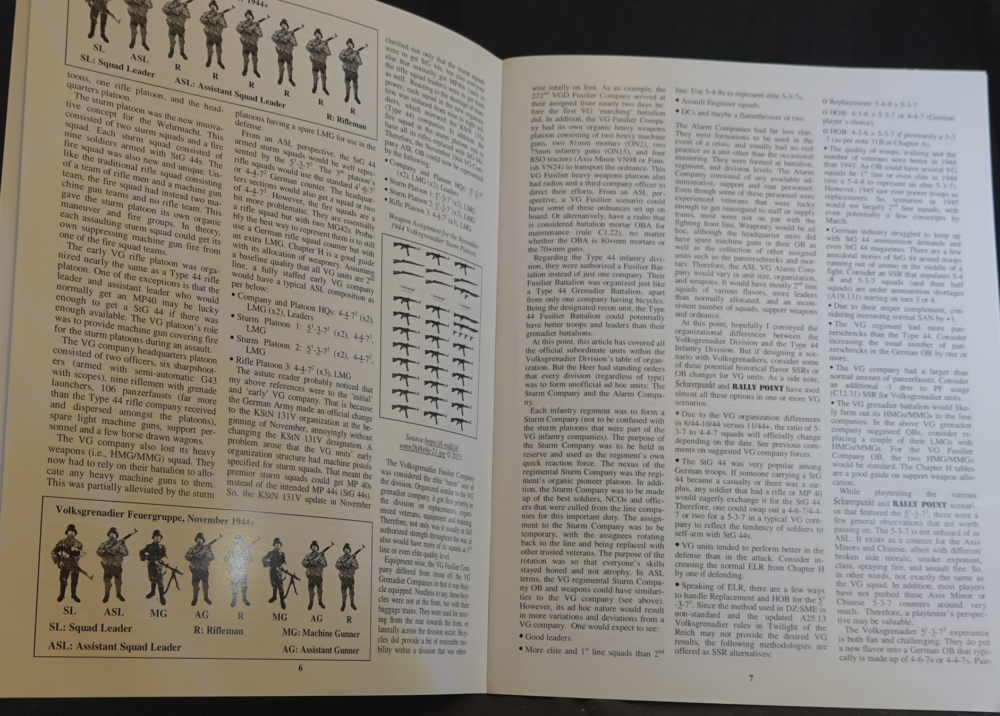 1944+
SL ASL R R R R R R
SL: Squad Leader
ASL: Assistant Squad Leader
R: Rifleman
toons, one rifle platoon, and the head-
quarters platoon.
The sturm platoon was the new innova-
tive concept for the Wehrmacht. This
consisted of two sturm squads and a fire
squad. Each sturm squad consisted of
nine soldiers armed with StG 44s. The
fire squad was also new and unique. Un-
like the traditional rifle squad consisting
of a team of rifle men and a machine gun
team, the fire squad had instead two ma-
chine gun teams and no rifle team. This
gave the sturm platoon its own organic
maneuver and fire groups. In theory,
each assaulting sturm squad could get its
own suppressing machine gun fire from
one of the fire squad teams.
The early VG rifle platoon was orga-
nized nearly the same as a Type 44 rifle
platoon. One of the exceptions is that the
leader and assistant leader who would
normally get an MP40 may be lucky
enough to get a StG 44 if there was
enough available. The VG platoon's role
was to provide machine gun covering fire
for the sturm platoons during an assault.
The VG company headquarters platoon
consisted of two officers, six sharpshoot-
ers (armed with semi-automatic G43
with scopes), nine riflemen with grenade
launchers, 106 panzerfausts (far more
than the Type 44 rifle company received
and dispersed amongst the platoons),
spare light machine guns, support per-
sonnel and a few horse drawn wagons.
The VG company also lost its heavy
weapons (i.e., HMG/MMG) squad. They
now had to rely on their battalion to allo-
cate any heavy machine guns to them.
This was partially alleviated by the sturm
platoons having a spare LMG for use in the
defense.
From an ASL perspective, the StG 44
armed sturm squads would be well repre-
sented by the 5¹-3-7². The 3rd platoon's
rifle squads would use the standard 4¹-6-7²
or 4-4-7² German counter. The headquar-
ters sections would also get a squad or two
of 4-4-7². However, the fire squads are a
bit more problematic. They are essentially
a rifle squad but with two MG42s. Proba-
bly the best way to represent them is to still
use a German rifle squad counter but with
an extra LMG. Chapter H is a good guide
with its allocation of weaponry. Assuming
a baseline quality that all VG units are 2nd
line, a fully staffed early VG company
would have a typical ASL composition as
per below:
• Company and Platoon HQs: 4-4-7² (x2),
LMG (x2), Leaders
• Sturm Platoon 1: 5¹-3-7² (x2), 4-4-7²,
LMG
• Sturm Platoon 2: 5¹-3-7² (x2), 4-4-7²,
LMG
• Rifle Platoon 3: 4-4-7² (x3), LMG
The astute reader probably noticed that
my above references were to the 'initial'
and 'early' VG company. That is because
the German Army made an official change
to the KStN 131V organization at the be-
ginning of November, annoyingly without
changing the KStN 131V designation. A
problem arose that the VG units' early
organization structure had machine pistols
specified for sturm squads. That meant the
premier sturm squads could get MP 40s
instead of the intended MP 44s (StG 44s).
So, the KStN 131V update in November
clarified not only that the sturm squads
were to get StG 44s, but also everyone
Weapon Assignment for the November
1944 Volksgrenadier Sturm Platoon
The Volksgrenadier Fusilier Company
was considered the elite "recon" unit of
the division. Organized similar to the VG
grenadier company, it got first priority in
the division for replacements of experi-
enced veterans, equipment and training.
Therefore, not only was it usually at full
authorized strength throughout the war, it
also would have more of its squads at 1st
line or even elite quality level.
Equipment wise, the VG Fusilier Com-
pany differed from (most of) the VG
Grenadier Companies in that it was bicy-
cle equipped. Needless to say, these bicy-
cles were not at the front, but with their
baggage trains. They were used for mov-
ing from the rear towards the front, or
laterally across the division sector. Bicy-
cles did provide a bit of noticeable mo-
bility within a division that was other-
Volksgrenadier Feuergruppe, November 1944+
SL ASL MG AG R MG AG R
SL: Squad Leader
R: Rifleman
MG: Machine Gunner
ASL: Assistant Squad Leader
AG: Assistant Gunner
6
wise totally on foot. As an example, the
272nd VGD Fusilier Company arrived at
their assigned front nearly two days be-
fore the first VG 'marching' battalion
did. In addition, the VG Fusilier Compa-
ny had its own organic heavy weapons
platoon consisting of two heavy machine
guns, two 81mm mortars (ON2), two
75mm infantry guns (ON15), and four
RSO tractors (Axis Minor VN98 or Finn-
ish VN24) to transport the ordnance. This
VG Fusilier heavy weapons platoon also
had radios and a third company officer to
direct their efforts. From an ASL per-
spective, a VG Fusilier scenario could
have some of these ordnances set up on
board. Or alternatively, have a radio that
is considered battalion mortar OBA for
maintenance (rule C1.22), no matter
whether the OBA is 80+mm mortars or
the 70+mm guns.
Regarding the Type 44 infantry divi-
sion, they were authorized a Fusilier Bat-
talion instead of just one company. Their
Fusilier Battalion was organized just like
a Type 44 Grenadier Battalion, apart
from only one company having bicycles.
Being the designated recon unit, the Type
44 Fusilier Battalion could potentially
have better troops and leaders than their
grenadier battalions.
At this point, this article has covered all
the official subordinate units within the
Volksgrenadier Division's table of organ-
ization. But the Heer had standing orders
that every division (regardless of type)
was to form unofficial ad hoc units: The
Sturm Company and the Alarm Compa-
ny.
Each infantry regiment was to form a
Sturm Company (not to be confused with
the sturm platoons that were part of the
VG infantry companies). The purpose of
the Sturm Company was to be held in
reserve and used as the regiment's own
quick reaction force. The nexus of the
regimental Sturm Company was the regi-
ment's organic pioneer platoon. In addi-
tion, the Sturm Company was to be made
up of the best soldiers, NCOs and offic-
ers that were culled from the line compa-
nies for this important duty. The assign-
ment to the Sturm Company was to be
temporary, with the assignees rotating
back to the line and being replaced with
other trusted veterans. The purpose of the
rotation was so that everyone's skills
stayed honed and not atrophy. In ASL
terms, the VG regimental Sturm Compa-
ny OB and weapons could have similari-
ties to the VG company (see above).
However, its ad hoc nature would result
in more variations and deviations from a
VG company. One would expect to see:
• Good leaders.
• More elite and 1st line squads than 2nd
line. Use 5-4-8s to represent elite 5-3-7s.
• Assault Engineer squads.
• DCs and maybe a flamethrower or two.
The Alarm Companies had far less elan.
They were formations to be used in the
event of a crisis, and usually had no real
practice as a unit other than the occasional
mustering. They were formed at battalion,
regiment, and division levels. The Alarm
Company consisted of any available ad-
ministrative, support and rear personnel.
Even though some of these personnel were
experienced veterans that were lucky
enough to get reassigned to staff or supply
trains, most were not on par with the
fighting front line. Weaponry would be ad
hoc, although the headquarter units did
have spare machine guns in their OB as
well as the collection of other assigned
units such as the panzerschrecks and mor-
tars. Therefore, the ASL VG Alarm Com-
pany would vary in unit size, organization,
and weapons. It would have mostly 2nd line
squads of various flavors, more leaders
than normally allocated, and an incon-
sistent number of squads, support weapons
and ordnance.
At this point, hopefully I conveyed the
organizational differences between the
Volksgrenadier Division and the Type 44
Infantry Division. But if designing a sce-
nario with Volksgrenadiers, consider some
of these potential historical flavor SSRs or
OB changes for VG units. As a side note,
Schwerpunkt and RALLY POINT have used
almost all these options in one or more VG
scenarios.
• Due to the VG organization differences
in 8/44-10/44 versus 11/44+, the ratio of 5-
3-7 to 4-4-7 squads will officially change
depending on the date. See previous com-
ments on suggested VG company forces.
• The StG 44 was very popular among
German troops. If someone carrying a StG
44 became a casualty or there was a sur-
plus, any soldier that had a rifle or MP 40
would eagerly exchange it for the StG 44.
Therefore, one could swap out a 4-6-7/4-4-
7 or two for a 5-3-7 in a typical VG com-
pany to reflect the tendency of soldiers to
self-arm with StG 44s.
• VG units tended to perform better in the
defense than in the attack. Consider in-
creasing the normal ELR from Chapter H
by one if defending.
• Speaking of ELR, there are a few ways
to handle Replacement and HOB for the 5¹
-3-7². Since the method used in DZ:SME is
non-standard and the updated A25.13
Volksgrenadier rules in Twilight of the
Reich may not provide the desired VG
results, the following methodologies are
offered as SSR alternatives:
o Replacement: 5-4-8 > 5-3-7
o HOB: 4-3-6 > 5-3-7 or 4-4-7 (German
player's choice).
o HOB: 4-3-6 > 5-3-7 if previously a 5-3
-7 (as per note 31B in Chapter A).
• The quality of troops, training and the
number of veterans were better in 1944
than 1945. An OB could have several VG
squads be 1st line or even elite in 1944
(use a 5-4-8 to represent an elite 5-3-7).
However, 1945 saw ever poorer troops as
replacements. So, scenarios in 1945
would see largely 2nd line squads, with
even potentially a few conscripts by
March.
• German industry struggled to keep up
with StG 44 ammunition demands and
even StG 44 magazines. There are a few
anecdotal stories of StG 44 armed troops
running out of ammo in the middle of a
fight. Consider an SSR that stipulates 5-4
-8 and 5-3-7 squads (and their half
squads) are under ammunition shortages
(A19.131) starting on turn 3 or 4.
• Due to their sniper complement, con-
sidering increasing normal SAN by +1.
• The VG regiment had more pan-
zerschrecks than the Type 44. Consider
increasing the usual number of pan-
zerschrecks in the German OB by one or
more.
• The VG company had a larger than
normal amount of panzerfausts. Consider
an additional -1 drm to PF usage
(C12.31) SSR for Volksgrenadier units.
• The VG grenadier battalion would like-
ly farm out its HMGs/MMGs to the line
companies. In the above VG grenadier
company suggested OBs, consider re-
placing a couple of their LMGs with
HMGs/MMGs. For the VG Fusilier
Company OB, the two HMG/MMGs
would be standard. The Chapter H tables
are a good guide on support weapon allo-
cation.
While playtesting the various
Schwerpunkt and RALLY POINT scenari-
os that featured the 5¹-3-7², there were a
few general observations that are worth
passing on. The 5-3-7 is not unheard of in
ASL. It exists as a counter for the Axis
Minors and Chinese, albeit with different
broken side morale, smoke exponent,
class, spraying fire, and assault fire. So,
in other words, not exactly the same as
the VG squad. In addition, most players
have not pushed these Axis Minor or
Chinese 5-3-7 counters around very
much. Therefore, a playtester's perspec-
tive may be valuable.
The Volksgrenadier 5¹-3-7² experience
is both fun and challenging. They do put
a new flavor into a German OB that typi-
cally is made up of 4-6-7s or 4-4-7s. Pair-
7